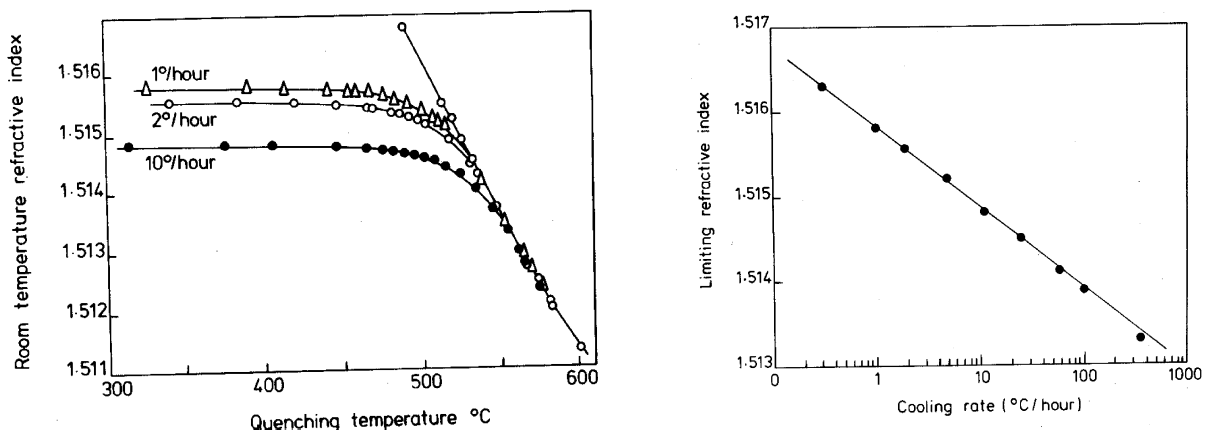 Room temperature refractive index
1·516
1·515
1·514
1·513
1·512
1·511
1°/hour
2°/hour
10°/hour
300
400
500
600
Quenching temperature °C
Limiting refractive index
1·517
1·516
1·515
1·514
1·513
0
1
10
100
1000
Cooling rate (°C/hour)